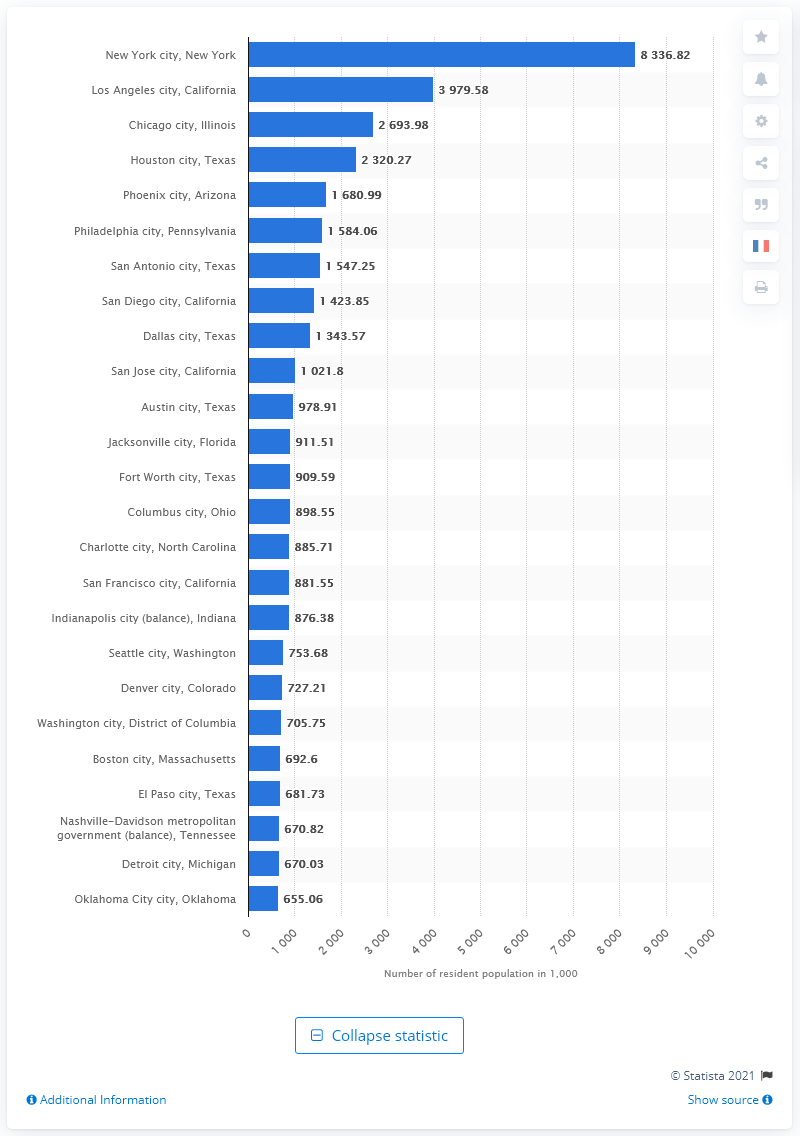 New York city, New York 8 336.82
Los Angeles city, California 3 979.58
Chicago city, Illinois 2 693.98
Houston city, Texas 2 320.27
Phoenix city, Arizona 1 680.99
Philadelphia city, Pennsylvania 1 584.06
San Antonio city, Texas 1 547.25
San Diego city, California 1 423.85
Dallas city, Texas 1 343.57
San Jose city, California 1 021.8
Austin city, Texas 978.91
Jacksonville city, Florida 911.51
Fort Worth city, Texas 909.59
Columbus city, Ohio 898.55
Charlotte city, North Carolina 885.71
San Francisco city, California 881.55
Indianapolis city (balance), Indiana 876.38
Seattle city, Washington 753.68
Denver city, Colorado 727.21
Washington city, District of Columbia 705.75
Boston city, Massachusetts 692.6
El Paso city, Texas 681.73
Nashville-Davidson metropolitan
government (balance), Tennessee 670.82
Detroit city, Michigan 670.03
Oklahoma City city, Oklahoma 655.06
0 1 000 2 000 3 000 4 000 5 000 6 000 7 000 8 000 9 000 10 000
Number of resident population in 1,000
Collapse statistic
© Statista 2021
Additional Information Show source